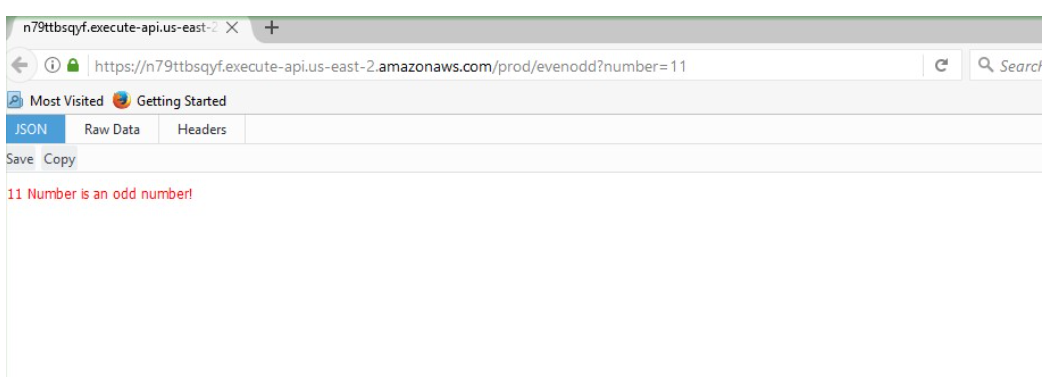 n79ttbsqyf.execute-api.us-east-2
https://n79ttbsqyf.execute-api.us-east-2.amazonaws.com/prod/evenodd?number=11 Search
Most Visited Getting Started
JSON Raw Data Headers
Save Copy
11 Number is an odd number!